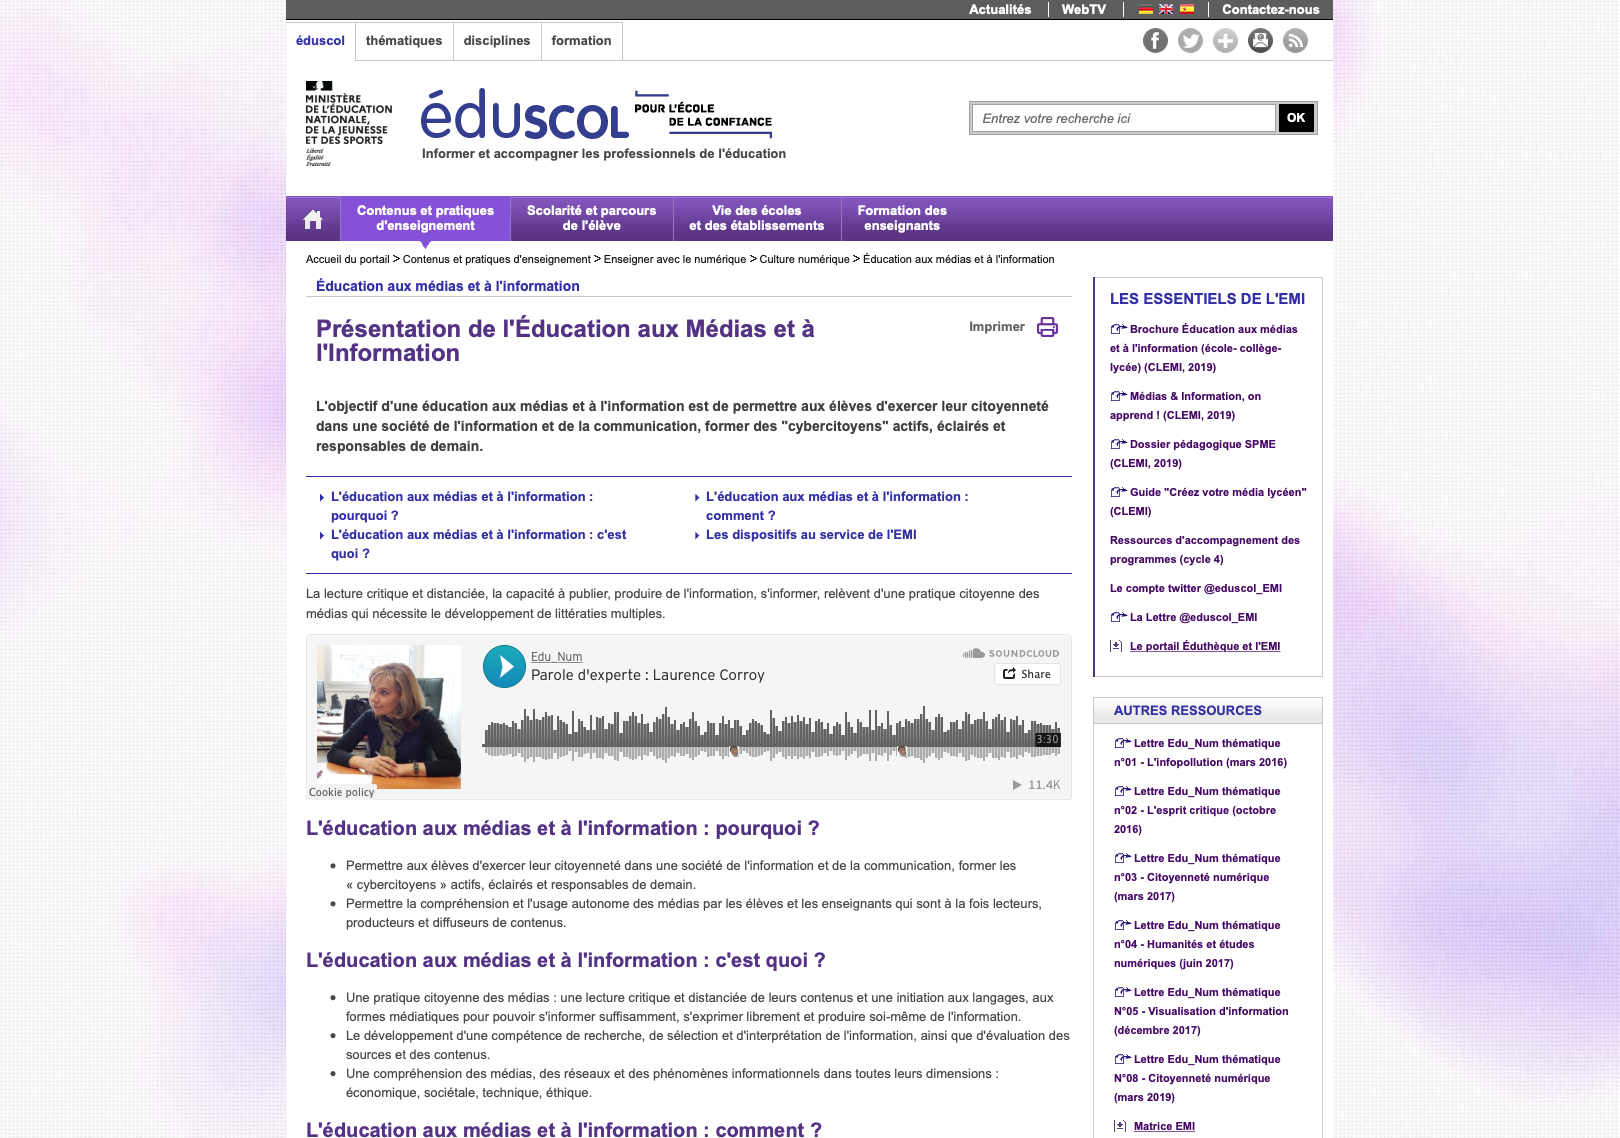 Actualités
WebTV
Contactez-nous
éduscol
thématiques
disciplines
formation
MINISTÈRE
DE L'ÉDUCATION
NATIONALE,
DE LA JEUNESSE
ET DES SPORTS
Liberté
Égalité
Fraternité
éduSCOL
POUR L'ÉCOLE
DE LA CONFIANCE
Informer et accompagner les professionnels de l'éducation
Entrez votre recherche ici
OK
Contenus et pratiques
d'enseignement
Scolarité et parcours
de l'élève
Vie des écoles
et des établissements
Formation des
enseignants
Accueil du portail > Contenus et pratiques d'enseignement > Enseigner avec le numérique > Culture numérique > Éducation aux médias et à l'information
Éducation aux médias et à l'information
Présentation de l'Éducation aux Médias et à
l'Information
Imprimer
L'objectif d'une éducation aux médias et à l'information est de permettre aux élèves d'exercer leur citoyenneté
dans une société de l'information et de la communication, former des "cybercitoyens" actifs, éclairés et
responsables de demain.
L'éducation aux médias et à l'information :
pourquoi ?
L'éducation aux médias et à l'information : c'est
quoi ?
L'éducation aux médias et à l'information :
comment ?
Les dispositifs au service de l'EMI
La lecture critique et distanciée, la capacité à publier, produire de l'information, s'informer, relèvent d'une pratique citoyenne des
médias qui nécessite le développement de littératies multiples.
Edu_Num
Parole d'experte : Laurence Corroy
SOUNDCLOUD
Share
3:30
11.4K
Cookie policy
L'éducation aux médias et à l'information : pourquoi ?
• Permettre aux élèves d'exercer leur citoyenneté dans une société de l'information et de la communication, former les
« cybercitoyens » actifs, éclairés et responsables de demain.
• Permettre la compréhension et l'usage autonome des médias par les élèves et les enseignants qui sont à la fois lecteurs,
producteurs et diffuseurs de contenus.
L'éducation aux médias et à l'information : c'est quoi ?
• Une pratique citoyenne des médias : une lecture critique et distanciée de leurs contenus et une initiation aux langages, aux
formes médiatiques pour pouvoir s'informer suffisamment, s'exprimer librement et produire soi-même de l'information.
• Le développement d'une compétence de recherche, de sélection et d'interprétation de l'information, ainsi que d'évaluation des
sources et des contenus.
• Une compréhension des médias, des réseaux et des phénomènes informationnels dans toutes leurs dimensions :
économique, sociétale, technique, éthique.
L'éducation aux médias et à l'information : comment ?
LES ESSENTIELS DE L'EMI
Brochure Éducation aux médias
et à l'information (école- collège-
lycée) (CLEMI, 2019)
Médias & Information, on
apprend ! (CLEMI, 2019)
Dossier pédagogique SPME
(CLEMI, 2019)
Guide "Créez votre média lycéen"
(CLEMI)
Ressources d'accompagnement des
programmes (cycle 4)
Le compte twitter @eduscol_EMI
La Lettre @eduscol_EMI
Le portail Éduthèque et l'EMI
AUTRES RESSOURCES
Lettre Edu_Num thématique
n°01 - L'infopollution (mars 2016)
Lettre Edu_Num thématique
n°02 - L'esprit critique (octobre
2016)
Lettre Edu_Num thématique
n°03 - Citoyenneté numérique
(mars 2017)
Lettre Edu_Num thématique
n°04 - Humanités et études
numériques (juin 2017)
Lettre Edu_Num thématique
N°05 - Visualisation d'information
(décembre 2017)
Lettre Edu_Num thématique
N°08 - Citoyenneté numérique
(mars 2019)
Matrice EMI